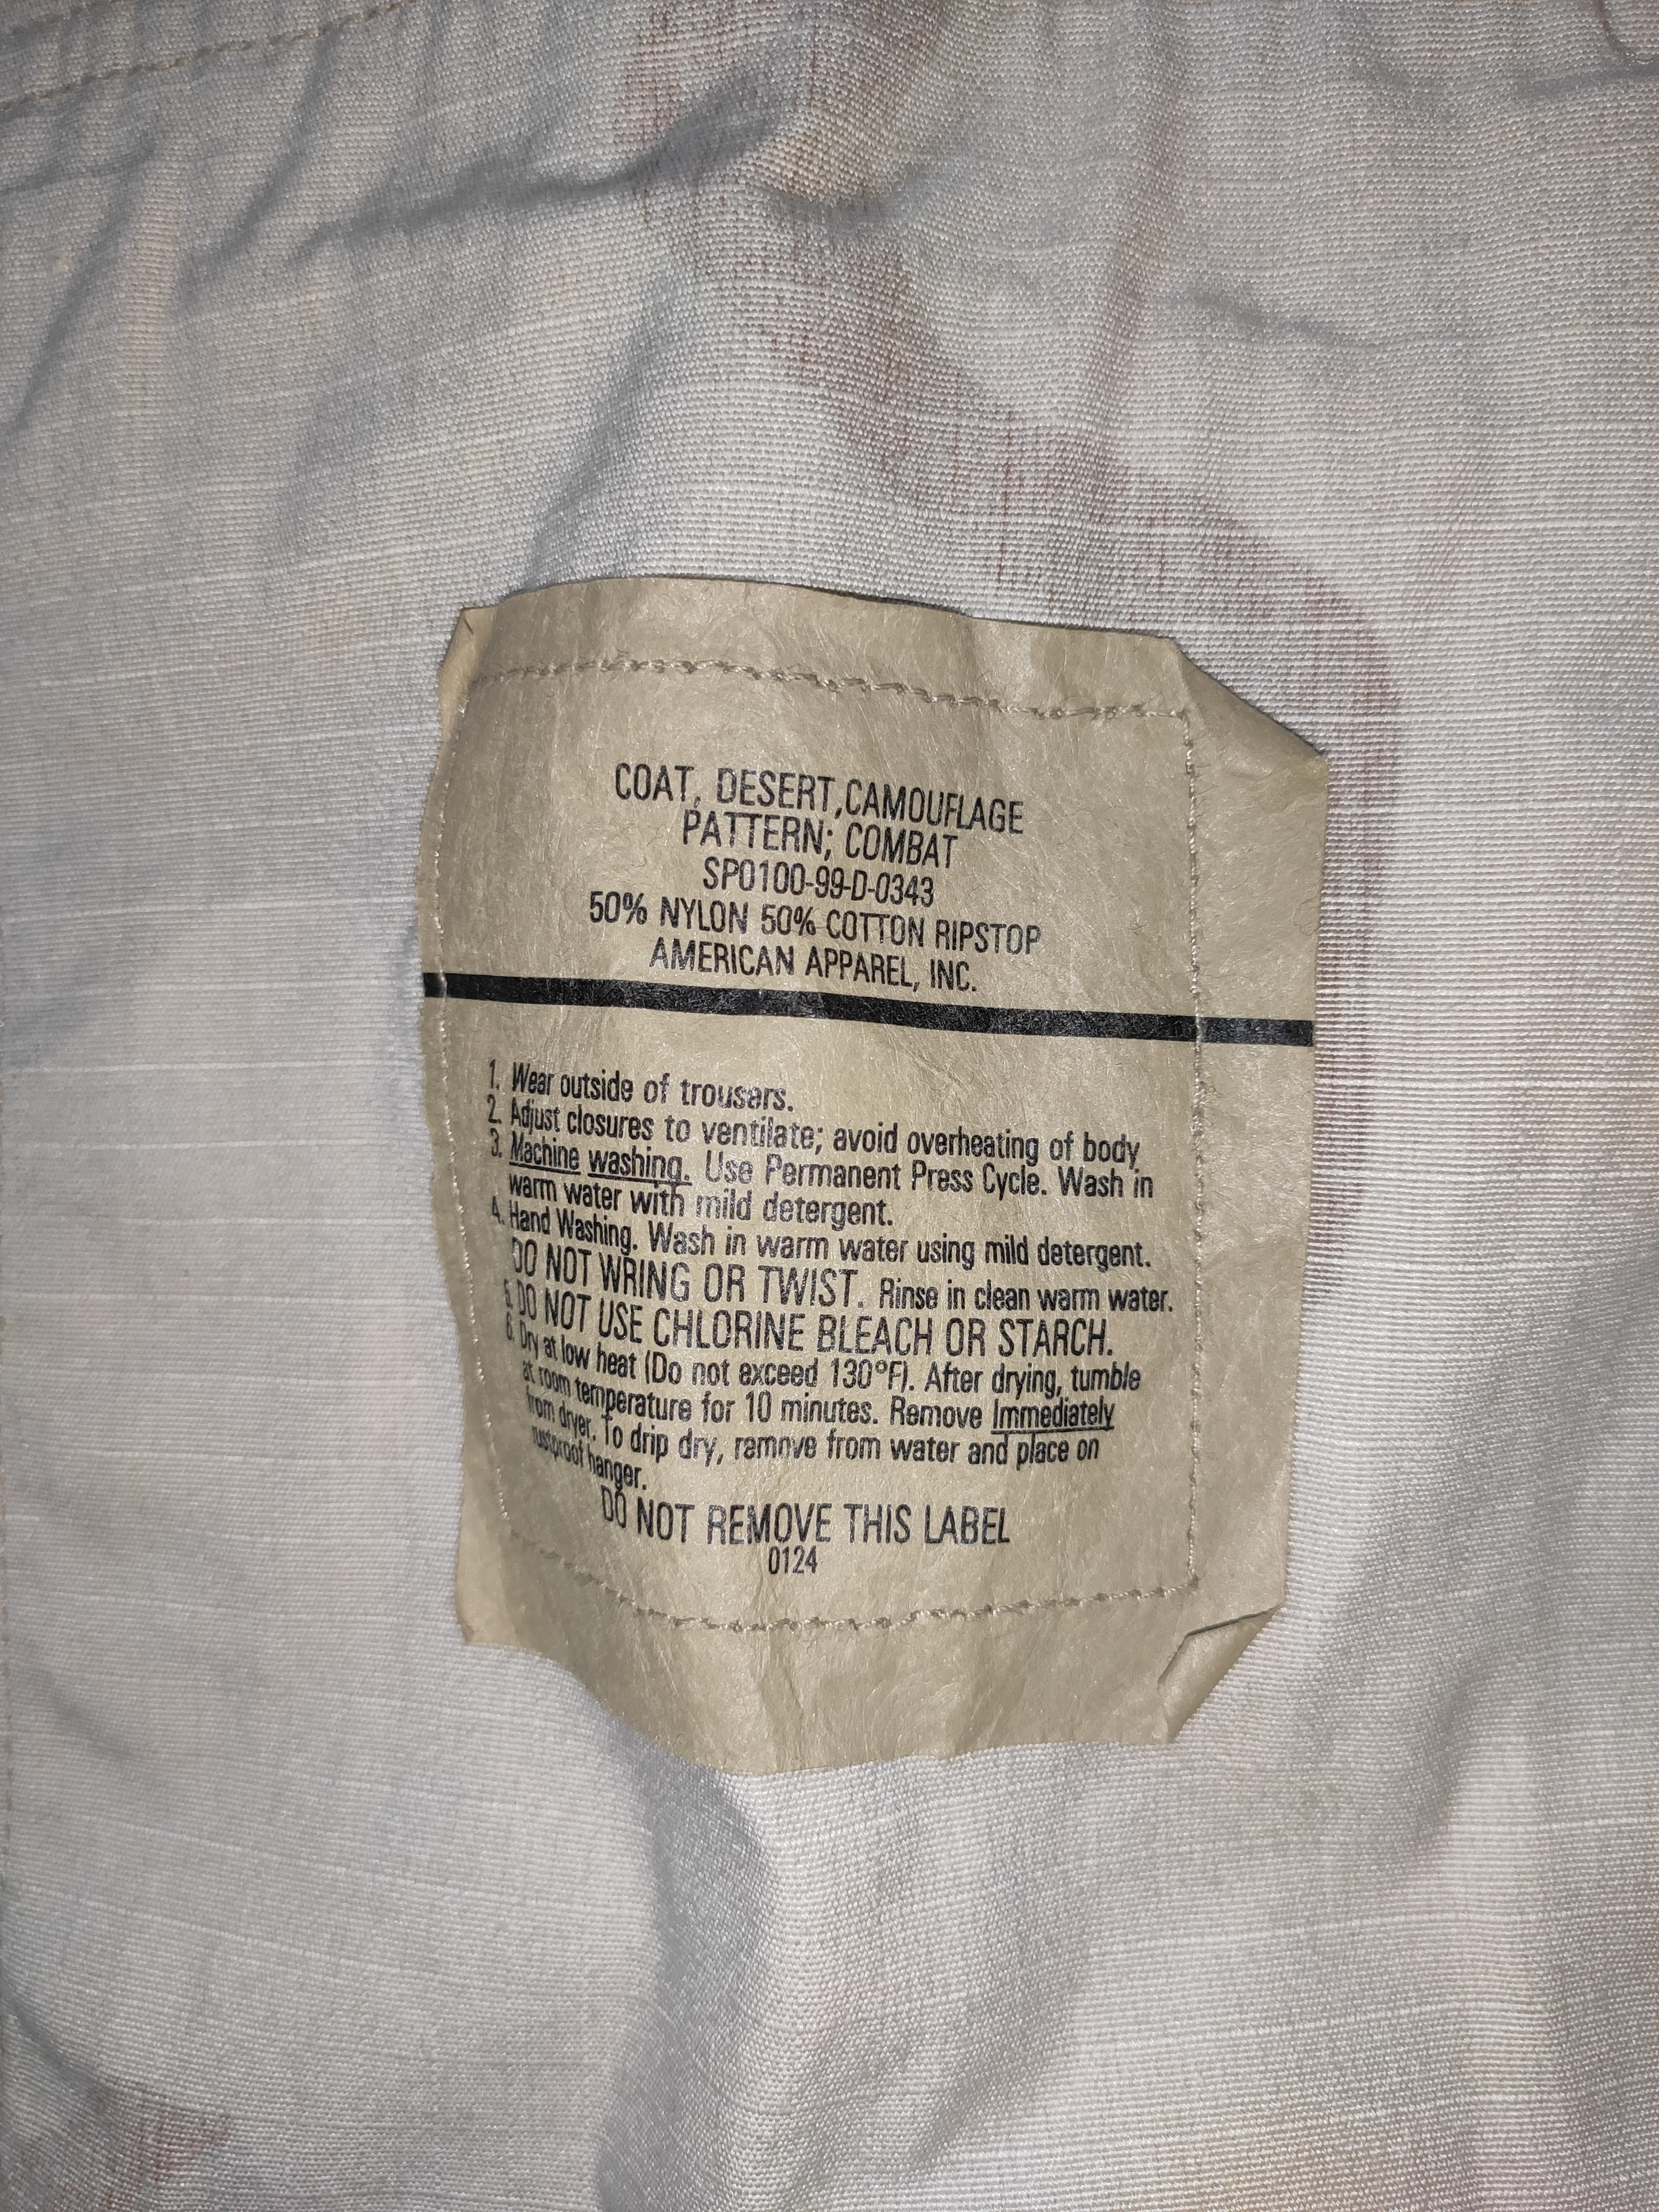 COAT, DESERT,CAMOUFLAGE
PATTERN; COMBAT
SP0100-99-D-0343
50% NYLON 50% COTTON RIPSTOP
AMERICAN APPAREL, INC.
1. Wear outside of trousers.
2. Adjust closures to ventilate; avoid overheating of body
3. Machine washing. Use Permanent Press Cycle. Wash in
warm water with mild detergent.
4. Hand Washing. Wash in warm water using mild detergent.
DO NOT WRING OR TWIST. Rinse in clean warm water.
5. DO NOT USE CHLORINE BLEACH OR STARCH.
6. Dry at low heat (Do not exceed 130°F). After drying, tumble
at room temperature for 10 minutes. Remove Immediately
from dryer. To drip dry, remove from water and place on
rustproof hanger.
DO NOT REMOVE THIS LABEL
0124